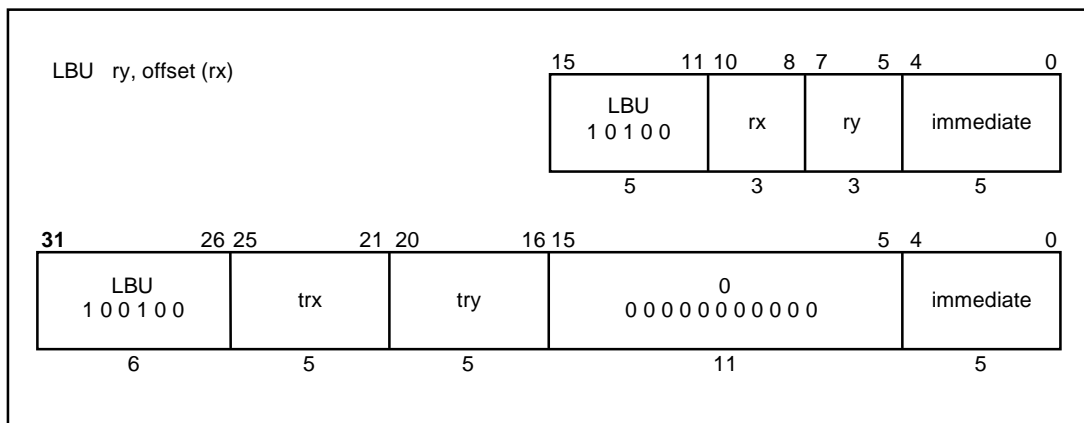 LBU ry, offset (rx)
15 11 10 8 7 5 4 0
LBU
1 0 1 0 0
rx
ry
immediate
5 3 3 5
31 26 25 21 20 16 15 5 4 0
LBU
1 0 0 1 0 0
trx
try
0
0 0 0 0 0 0 0 0 0 0 0
immediate
6 5 5 11 5